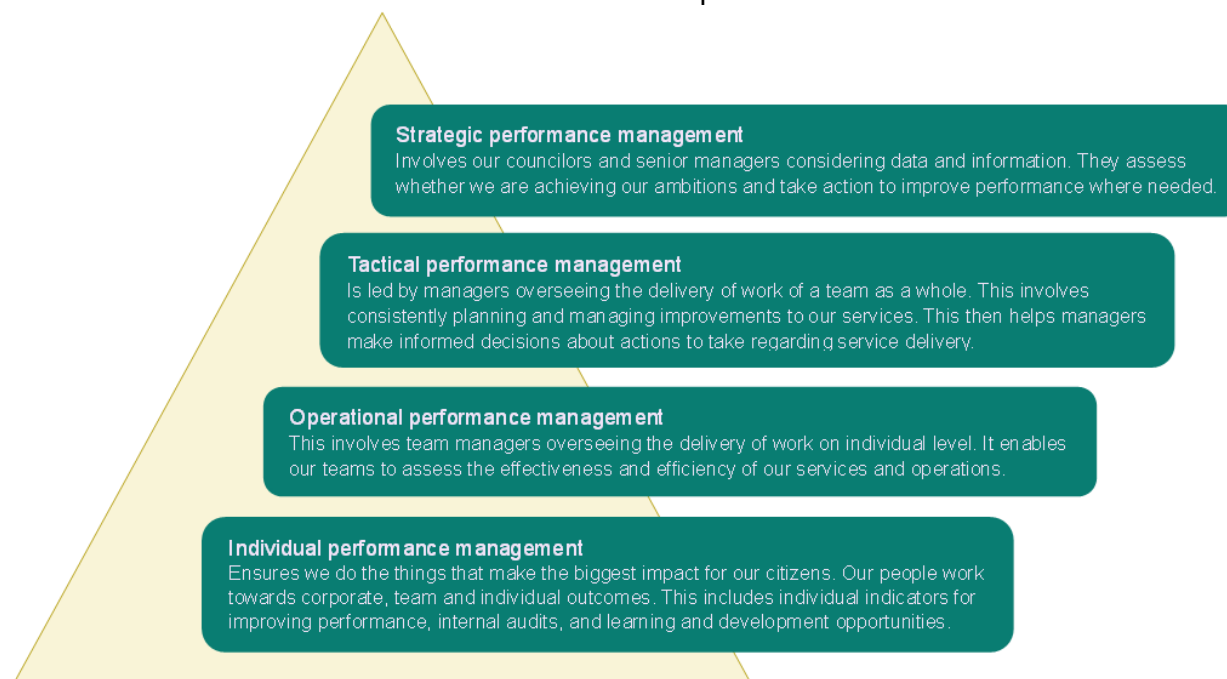 Strategic performance management
Involves our councilors and senior managers considering data and information. They assess
whether we are achieving our ambitions and take action to improve performance where needed.
Tactical performance management
Is led by managers overseeing the delivery of work of a team as a whole. This involves
consistently planning and managing improvements to our services. This then helps managers
make informed decisions about actions to take regarding service delivery.
Operational performance management
This involves team managers overseeing the delivery of work on individual level. It enables
our teams to assess the effectiveness and efficiency of our services and operations.
Individual performance management
Ensures we do the things that make the biggest impact for our citizens. Our people work
towards corporate, team and individual outcomes. This includes individual indicators for
improving performance, internal audits, and learning and development opportunities.